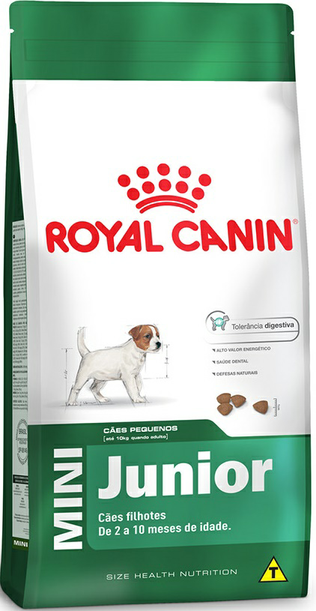 ROYAL CANIN
Tolerância digestiva
• ALTO VALOR ENERGÉTICO
• SAÚDE DENTAL
• DEFESAS NATURAIS
CÃES PEQUENOS
(até 10kg quando adulto)
MINI
Junior
Cães filhotes
De 2 a 10 meses de idade.
SIZE HEALTH NUTRITION
T